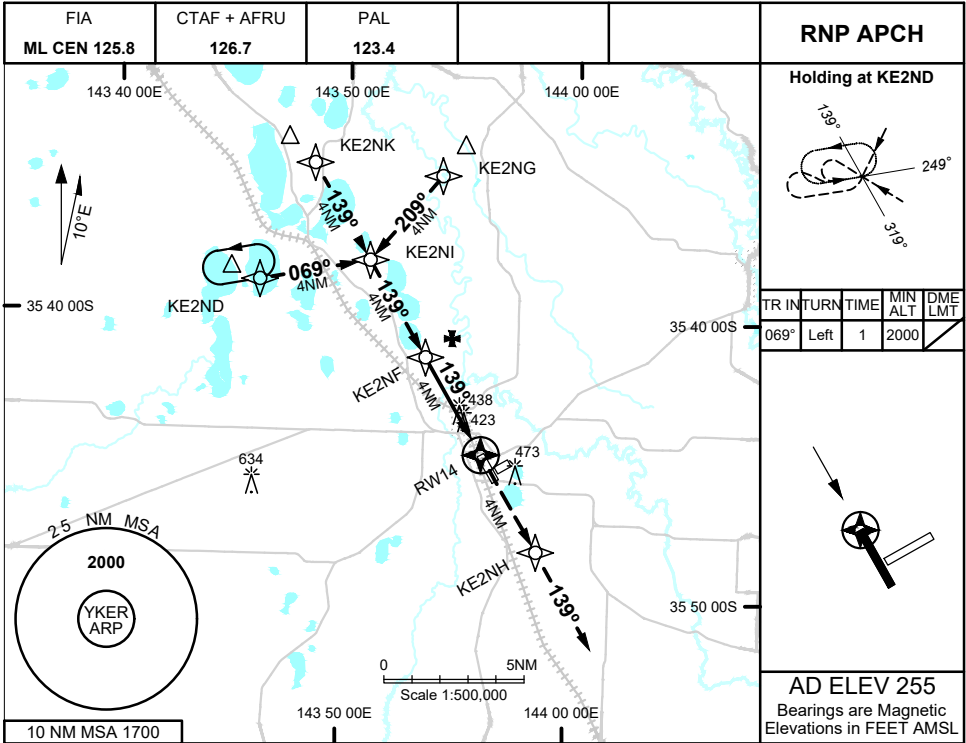 FIA
ML CEN 125.8
CTAF + AFRU
126.7
PAL
123.4
RNP APCH
143 40 00E
143 50 00E
144 00 00E
Holding at KE2ND
139°
249°
319°
KE2NK
KE2NG
139°
4NM
209°
4NM
10°E
KE2NI
069°
4NM
KE2ND
139°
4NM
35 40 00S
35 40 00S
TR IN TURN TIME MIN ALT DME LMT
069° Left 1 2000
KE2NF
139°
4NM
438
423
634
473
RW14
4NM
25 NM MSA
2000
YKER
ARP
KE2NH
139°
35 50 00S
0 5NM
Scale 1:500,000
143 50 00E
144 00 00E
10 NM MSA 1700
AD ELEV 255
Bearings are Magnetic
Elevations in FEET AMSL